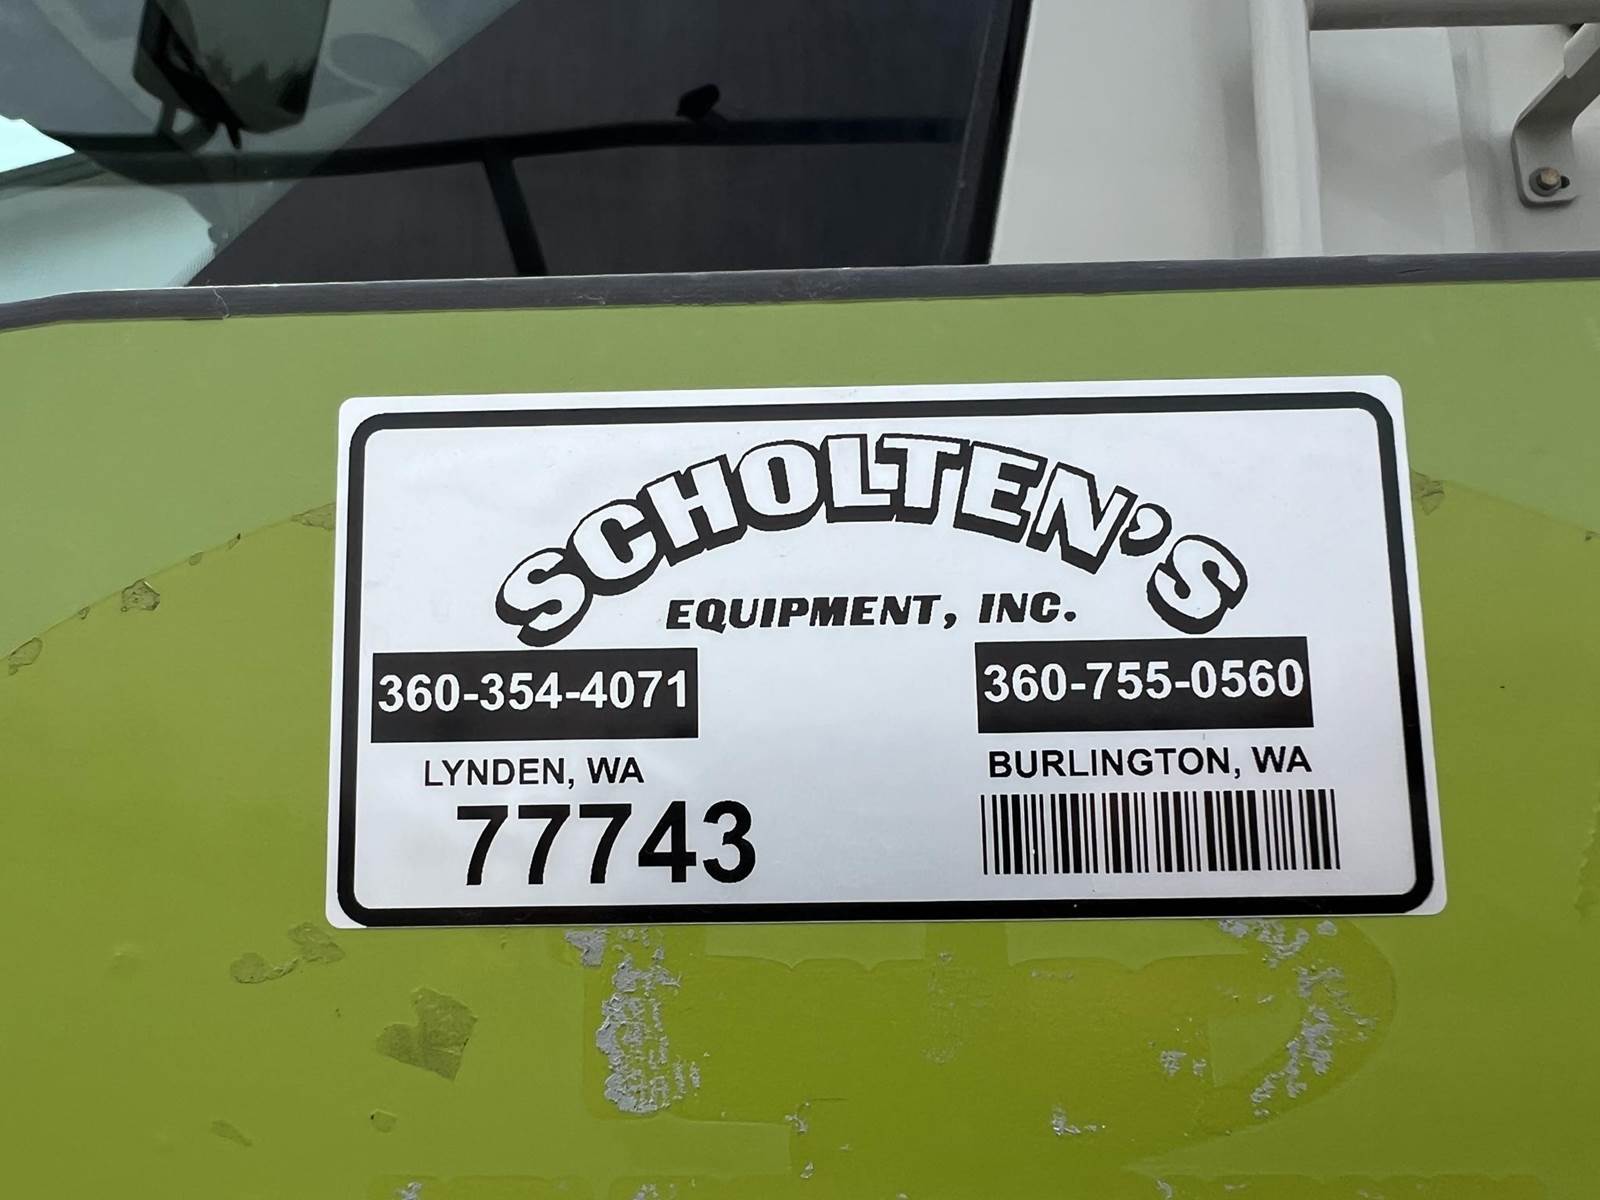 SCHOLTEN'S
EQUIPMENT, INC.
360-354-4071
LYNDEN, WA
77743
360-755-0560
BURLINGTON, WA